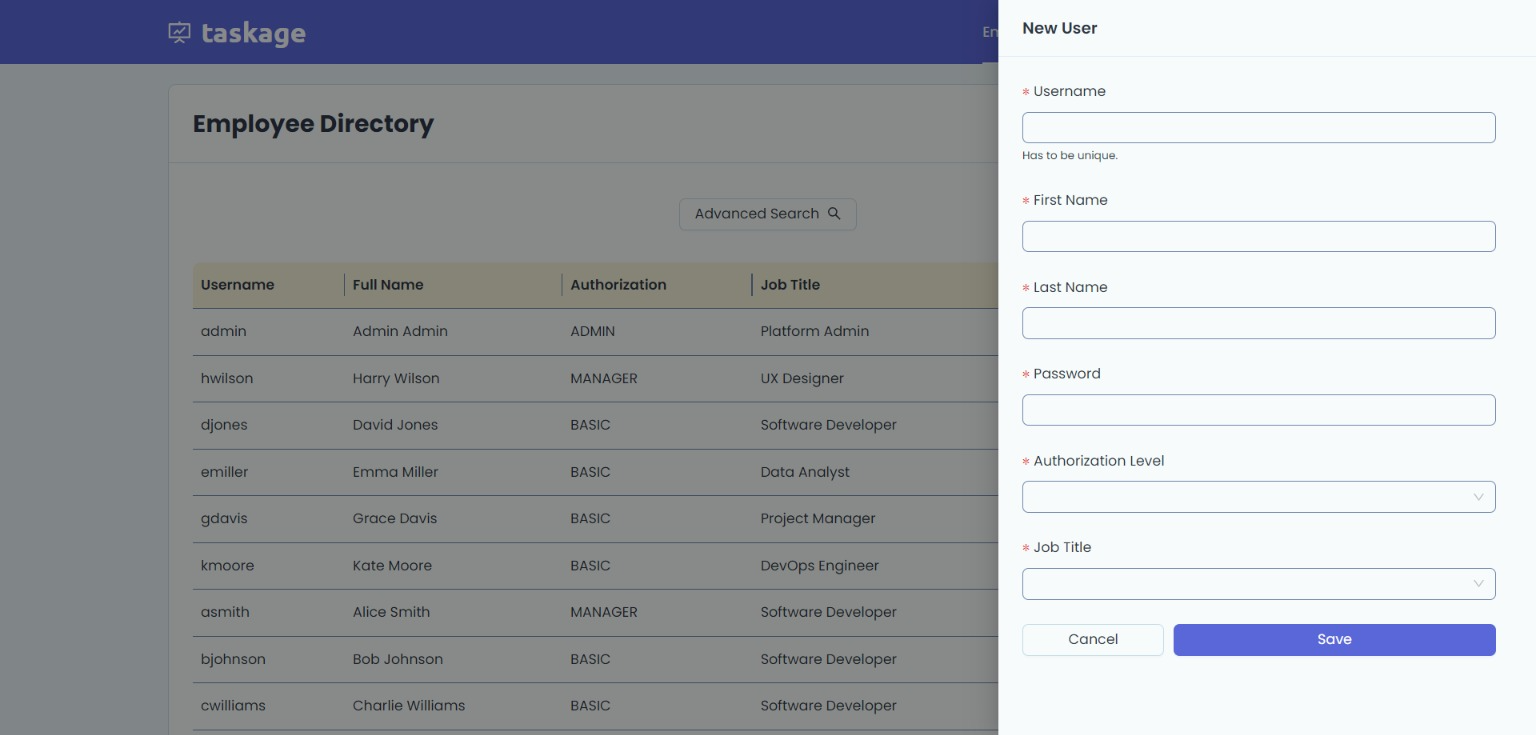 taskage
En
Employee Directory
Advanced Search
Username Full Name Authorization Job Title
admin Admin Admin ADMIN Platform Admin
hwilson Harry Wilson MANAGER UX Designer
djones David Jones BASIC Software Developer
emiller Emma Miller BASIC Data Analyst
gdavis Grace Davis BASIC Project Manager
kmoore Kate Moore BASIC DevOps Engineer
asmith Alice Smith MANAGER Software Developer
bjohnson Bob Johnson BASIC Software Developer
cwilliams Charlie Williams BASIC Software Developer
New User
* Username
Has to be unique.
* First Name
* Last Name
* Password
* Authorization Level
* Job Title
Cancel Save